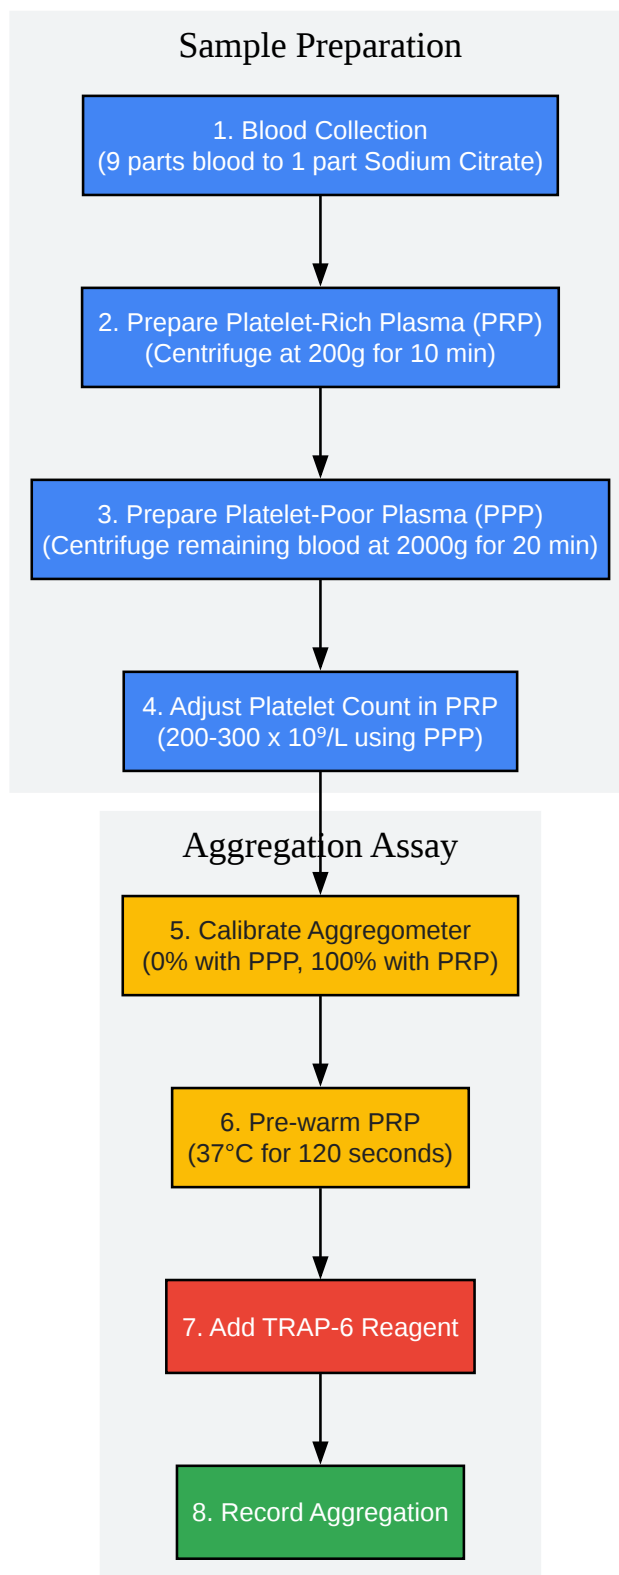 Sample Preparation
1. Blood Collection
(9 parts blood to 1 part Sodium Citrate)
2. Prepare Platelet-Rich Plasma (PRP)
(Centrifuge at 200g for 10 min)
3. Prepare Platelet-Poor Plasma (PPP)
(Centrifuge remaining blood at 2000g for 20 min)
4. Adjust Platelet Count in PRP
(200-300 x 10⁹/L using PPP)
Aggregation Assay
5. Calibrate Aggregometer
(0% with PPP, 100% with PRP)
6. Pre-warm PRP
(37°C for 120 seconds)
7. Add TRAP-6 Reagent
8. Record Aggregation